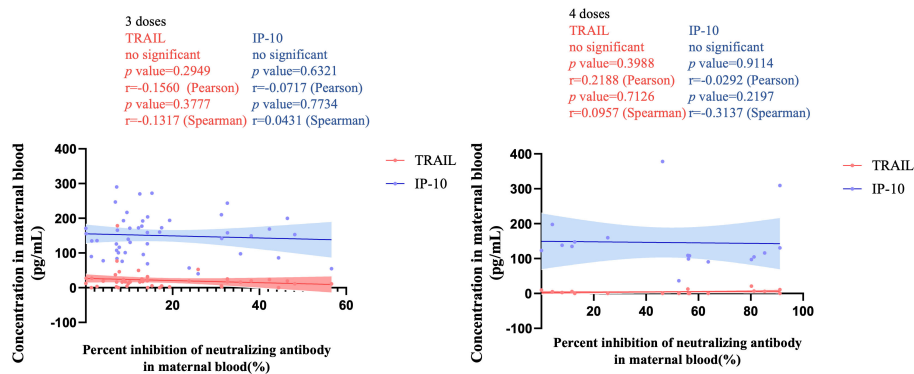 3 doses
TRAIL IP-10
no significant no significant
p value=0.2949 p value=0.6321
r=-0.1560 (Pearson) r=-0.0717 (Pearson)
p value=0.3777 p value=0.7734
r=-0.1317 (Spearman) r=0.0431 (Spearman)
Concentration in maternal blood
(pg/mL)
400
300
200
100
0
-100
20
40
60
TRAIL
IP-10
Percent inhibition of neutralizing antibody
in maternal blood(%)
4 doses
TRAIL IP-10
no significant no significant
p value=0.3988 p value=0.9114
r=0.2188 (Pearson) r=-0.0292 (Pearson)
p value=0.7126 p value=0.2197
r=0.0957 (Spearman) r=-0.3137 (Spearman)
Concentration in maternal blood
(pg/mL)
400
300
200
100
0
-100
20
40
60
80
100
TRAIL
IP-10
Percent inhibition of neutralizing antibody
in maternal blood(%)